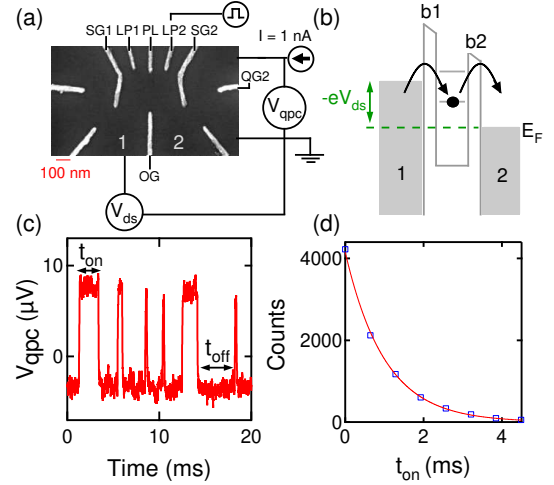 (a)
SG1 LP1 PL LP2 SG2
I = 1 nA
QG2
V_qpc
1 2
100 nm
OG
V_ds
(b)
b1
b2
-eV_ds
E_F
1
2
(c)
t_on
t_off
V_qpc (μV)
10
0
0 10 20
Time (ms)
(d)
Counts
4000
2000
0
0 2 4
t_on (ms)